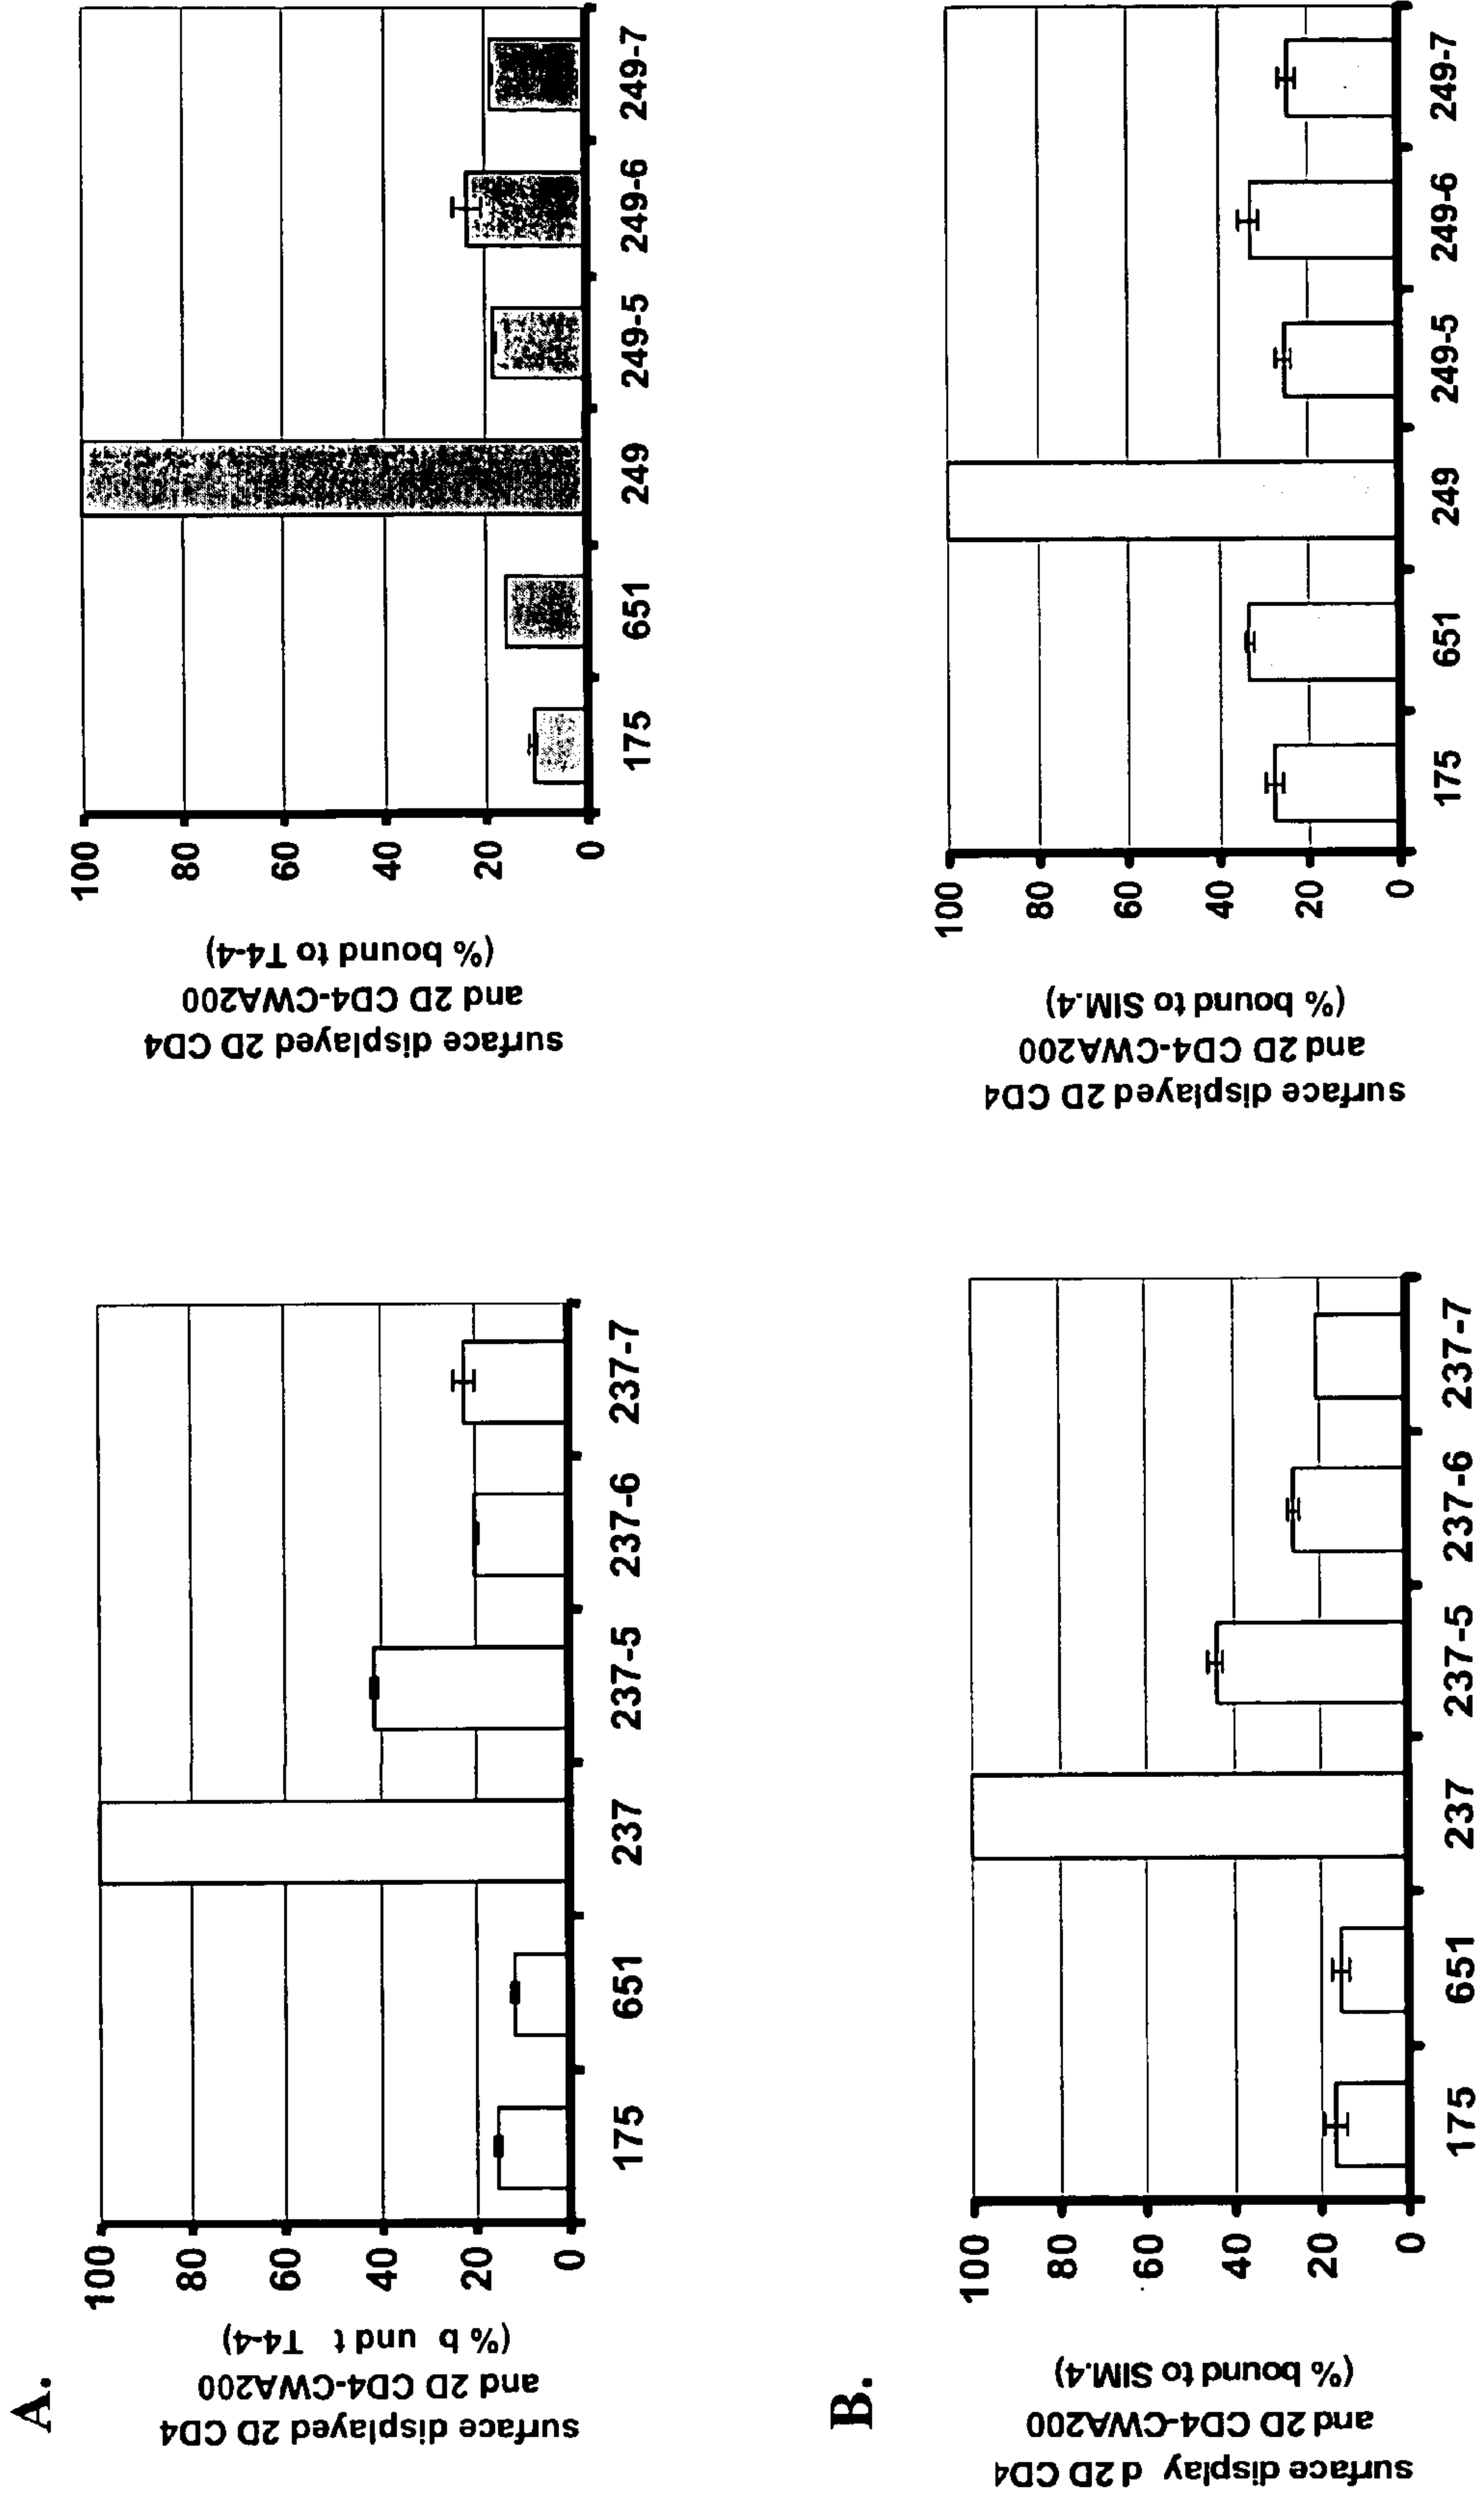 A.
surface displayed 2D CD4
and 2D CD4-CWA200
(% b und t T4-4)
100
80
60
40
20
0
175 651 237 237-5 237-6 237-7
surface displayed 2D CD4
and 2D CD4-CWA200
(% bound to T4-4)
100
80
60
40
20
0
175 651 249 249-5 249-6 249-7
B.
surface display d 2D CD4
and 2D CD4-CWA200
(% bound to SIM.4)
100
80
60
40
20
0
175 651 237 237-5 237-6 237-7
surface displayed 2D CD4
and 2D CD4-CWA200
(% bound to SIM.4)
100
80
60
40
20
0
175 651 249 249-5 249-6 249-7